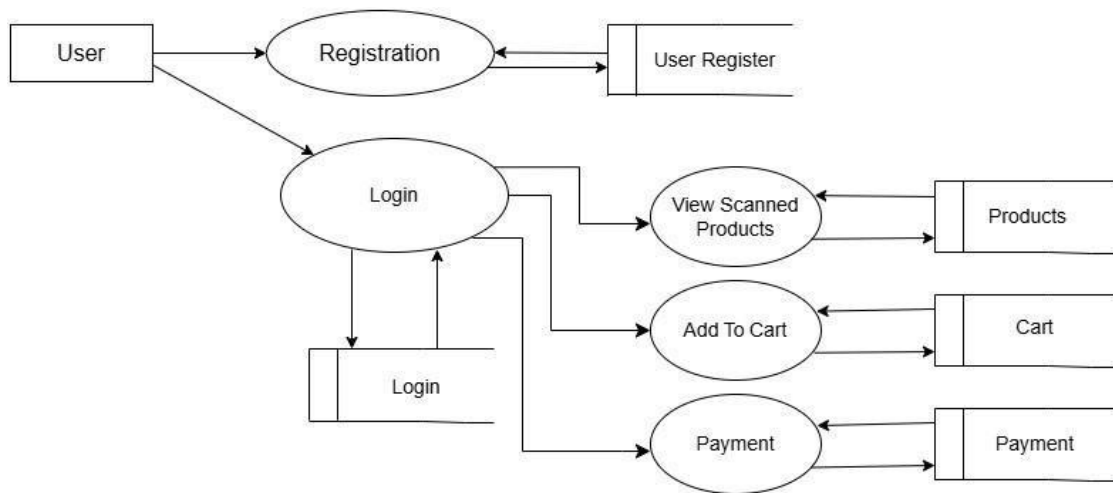 User
Registration
User Register
Login
View Scanned
Products
Products
Add To Cart
Cart
Login
Payment
Payment